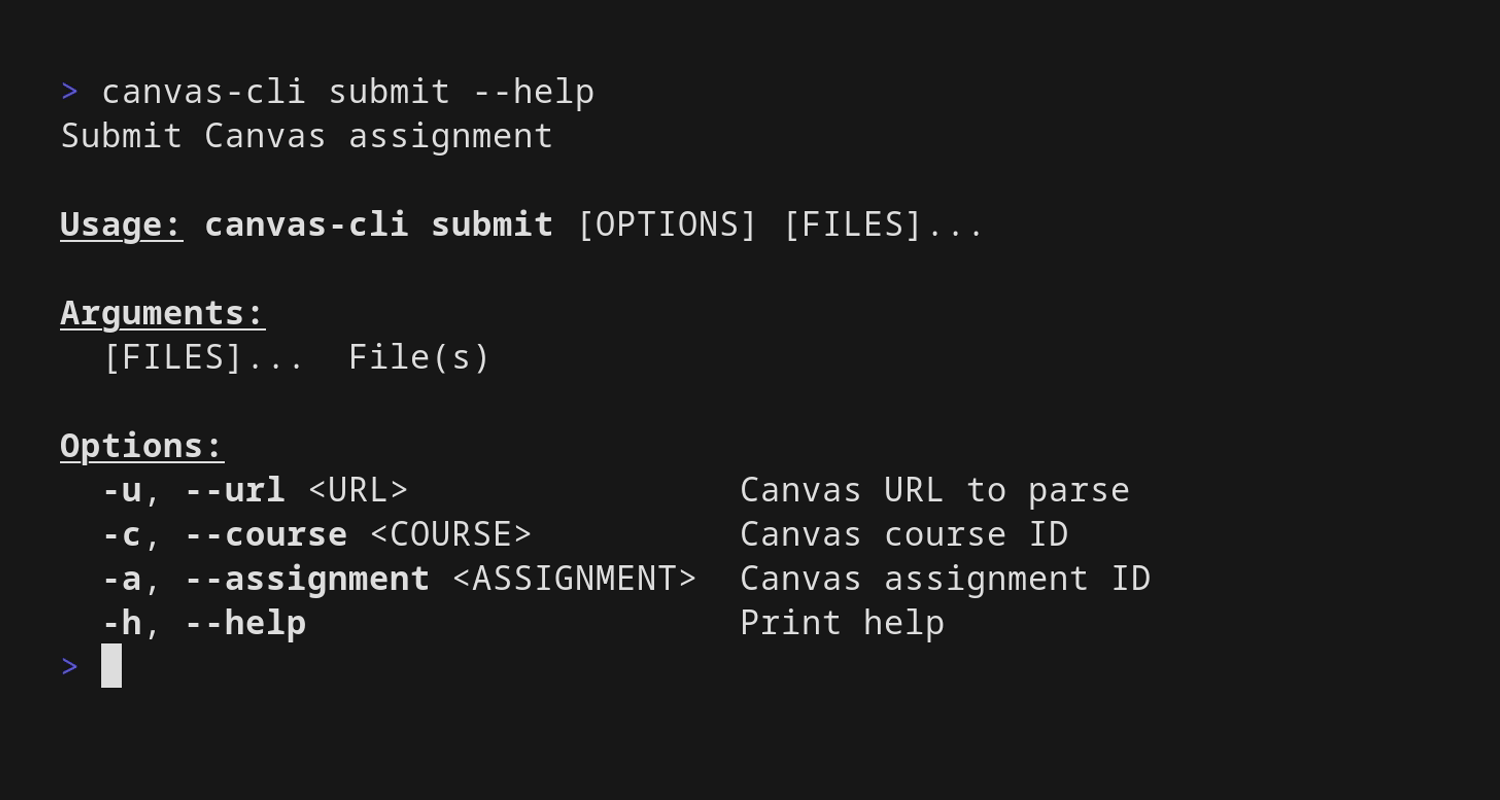 > canvas-cli submit --help
Submit Canvas assignment
Usage: canvas-cli submit [OPTIONS] [FILES]...
Arguments:
[FILES]... File(s)
Options:
-u, --url <URL> Canvas URL to parse
-c, --course <COURSE> Canvas course ID
-a, --assignment <ASSIGNMENT> Canvas assignment ID
-h, --help Print help
>